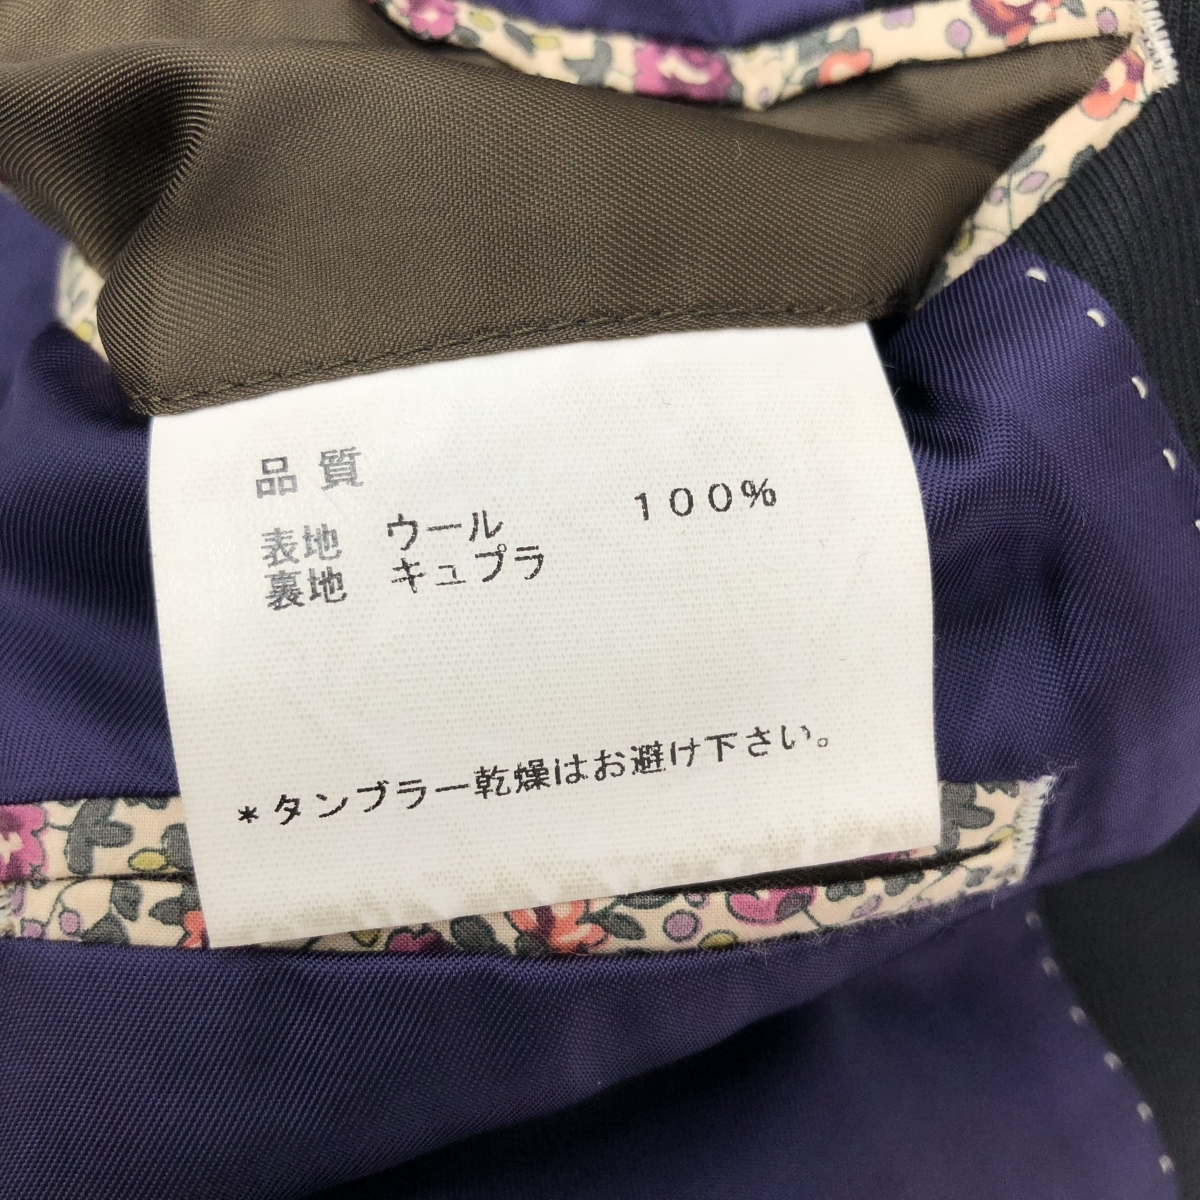 品質
表地 ウール 100%
裏地 キュプラ
*タンブラー乾燥はお避け下さい。